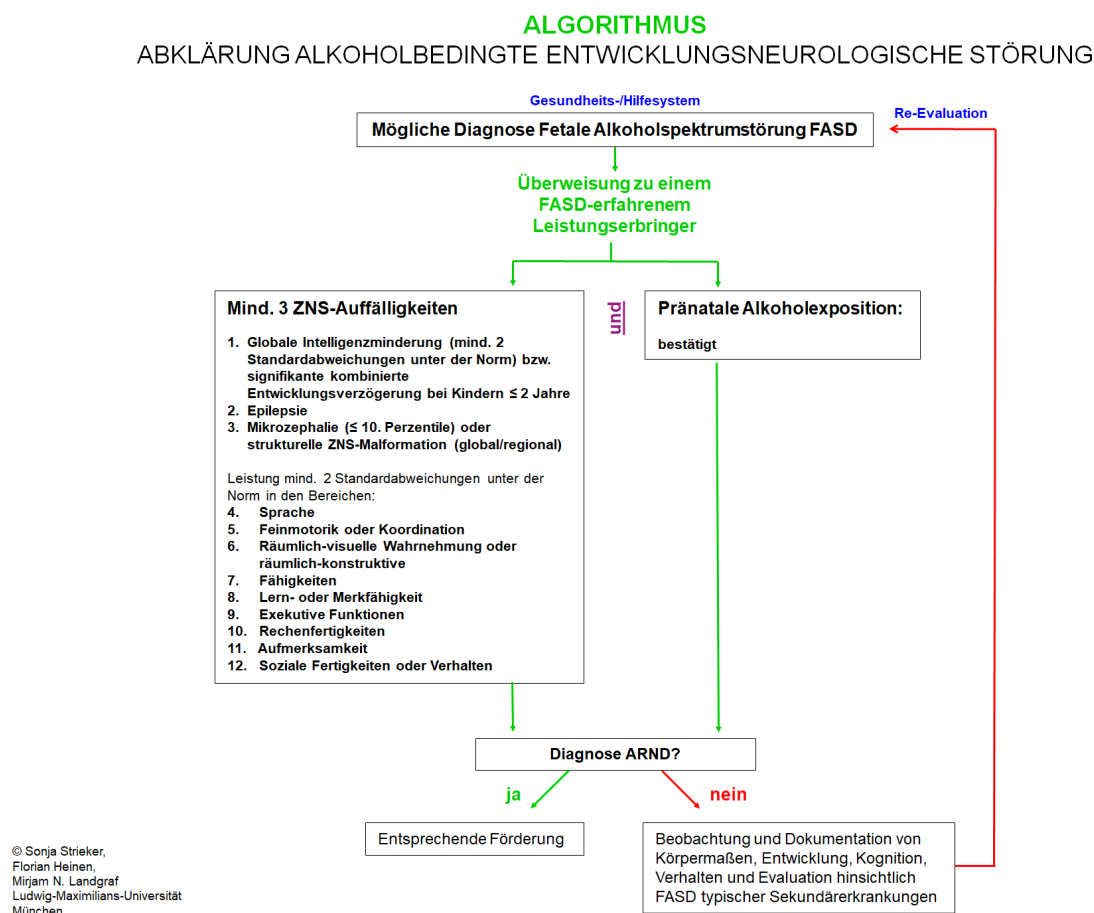 ALGORITHMUS
ABKLÄRUNG ALKOHOLBEDINGTE ENTWICKLUNGSNEUROLOGISCHE STÖRUNG
Gesundheits-/Hilfesystem
Re-Evaluation
Mögliche Diagnose Fetale Alkoholspektrumstörung FASD
Überweisung zu einem
FASD-erfahrenem
Leistungserbringer
Mind. 3 ZNS-Auffälligkeiten
1. Globale Intelligenzminderung (mind. 2
Standardabweichungen unter der Norm) bzw.
signifikante kombinierte
Entwicklungsverzögerung bei Kindern ≤ 2 Jahre
2. Epilepsie
3. Mikrozephalie (≤ 10. Perzentile) oder
strukturelle ZNS-Malformation (global/regional)
Leistung mind. 2 Standardabweichungen unter der
Norm in den Bereichen:
4. Sprache
5. Feinmotorik oder Koordination
6. Räumlich-visuelle Wahrnehmung oder
räumlich-konstruktive
7. Fähigkeiten
8. Lern- oder Merkfähigkeit
9. Exekutive Funktionen
10. Rechenfertigkeiten
11. Aufmerksamkeit
12. Soziale Fertigkeiten oder Verhalten
und
Pränatale Alkoholexposition:
bestätigt
Diagnose ARND?
ja
nein
Entsprechende Förderung
Beobachtung und Dokumentation von
Körpermaßen, Entwicklung, Kognition,
Verhalten und Evaluation hinsichtlich
FASD typischer Sekundärerkrankungen
© Sonja Strieker,
Florian Heinen,
Mirjam N. Landgraf
Ludwig-Maximilians-Universität
München